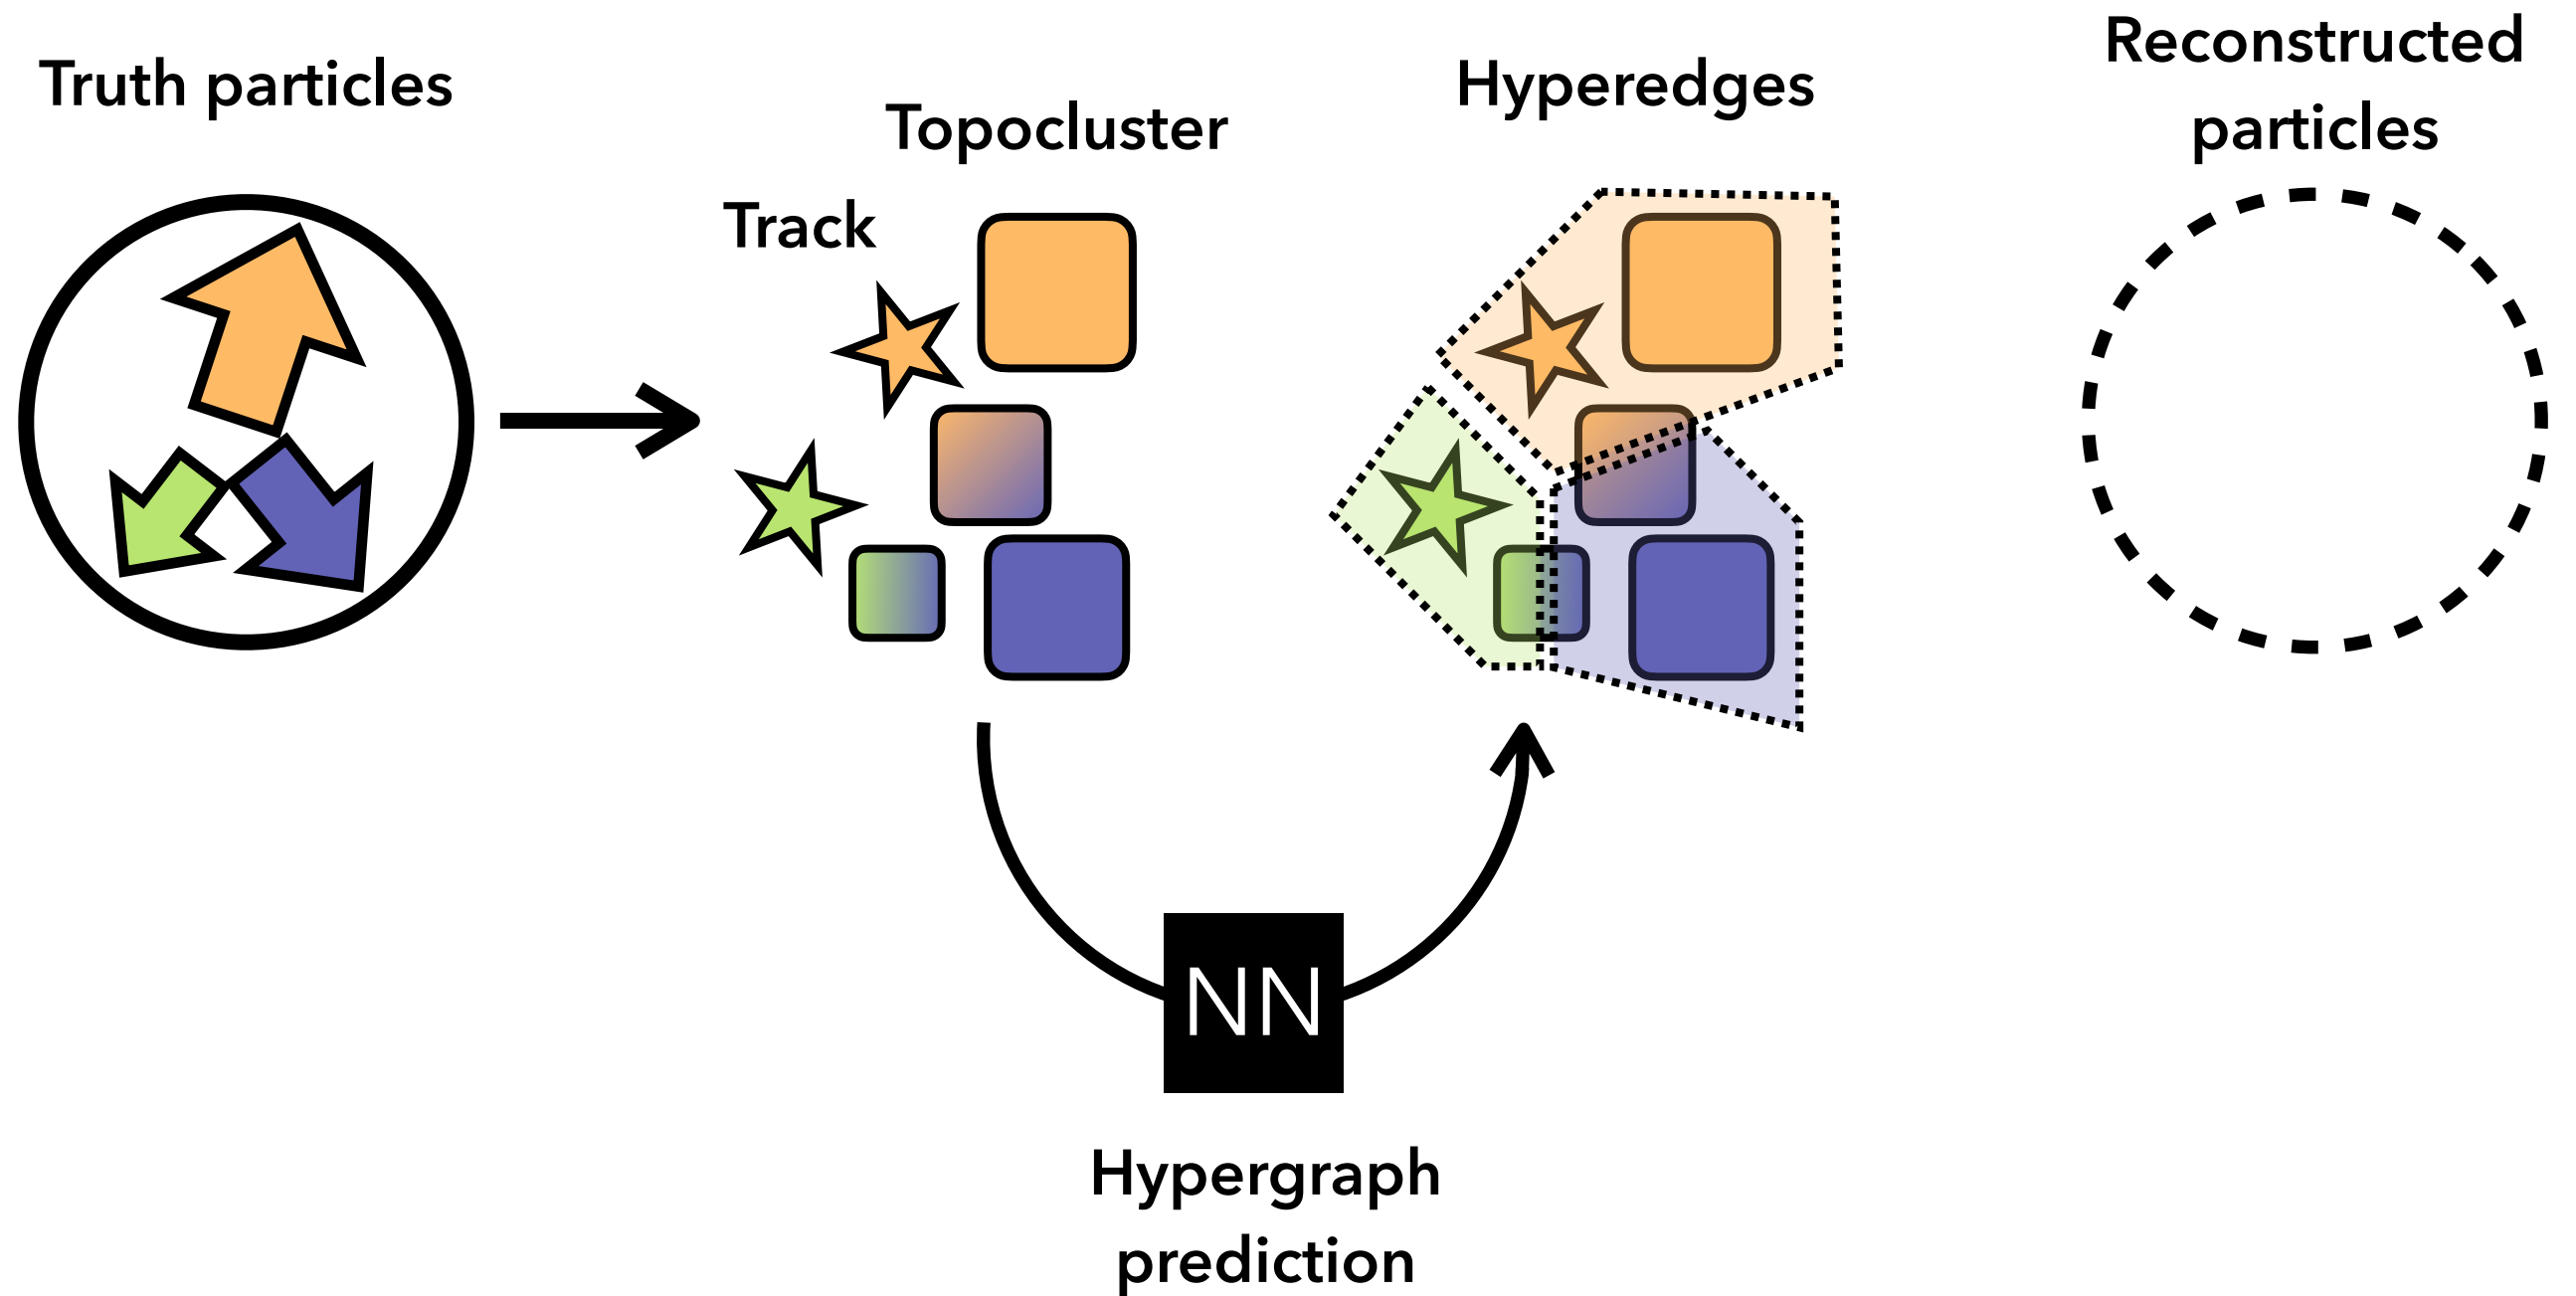 Truth particles
Track
Topocluster
Hyperedges
Reconstructed
particles
NN
Hypergraph
prediction